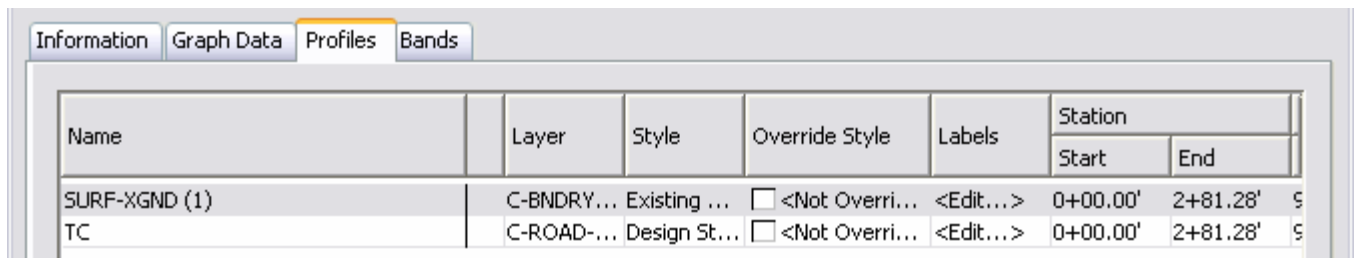 Information Graph Data Profiles Bands
Name Layer Style Override Style Labels Station
Start End
SURF-XGND (1) C-BNDRY... Existing ... <Not Overri... <Edit...> 0+00.00' 2+81.28' 9
TC C-ROAD-... Design St... <Not Overri... <Edit...> 0+00.00' 2+81.28' 9